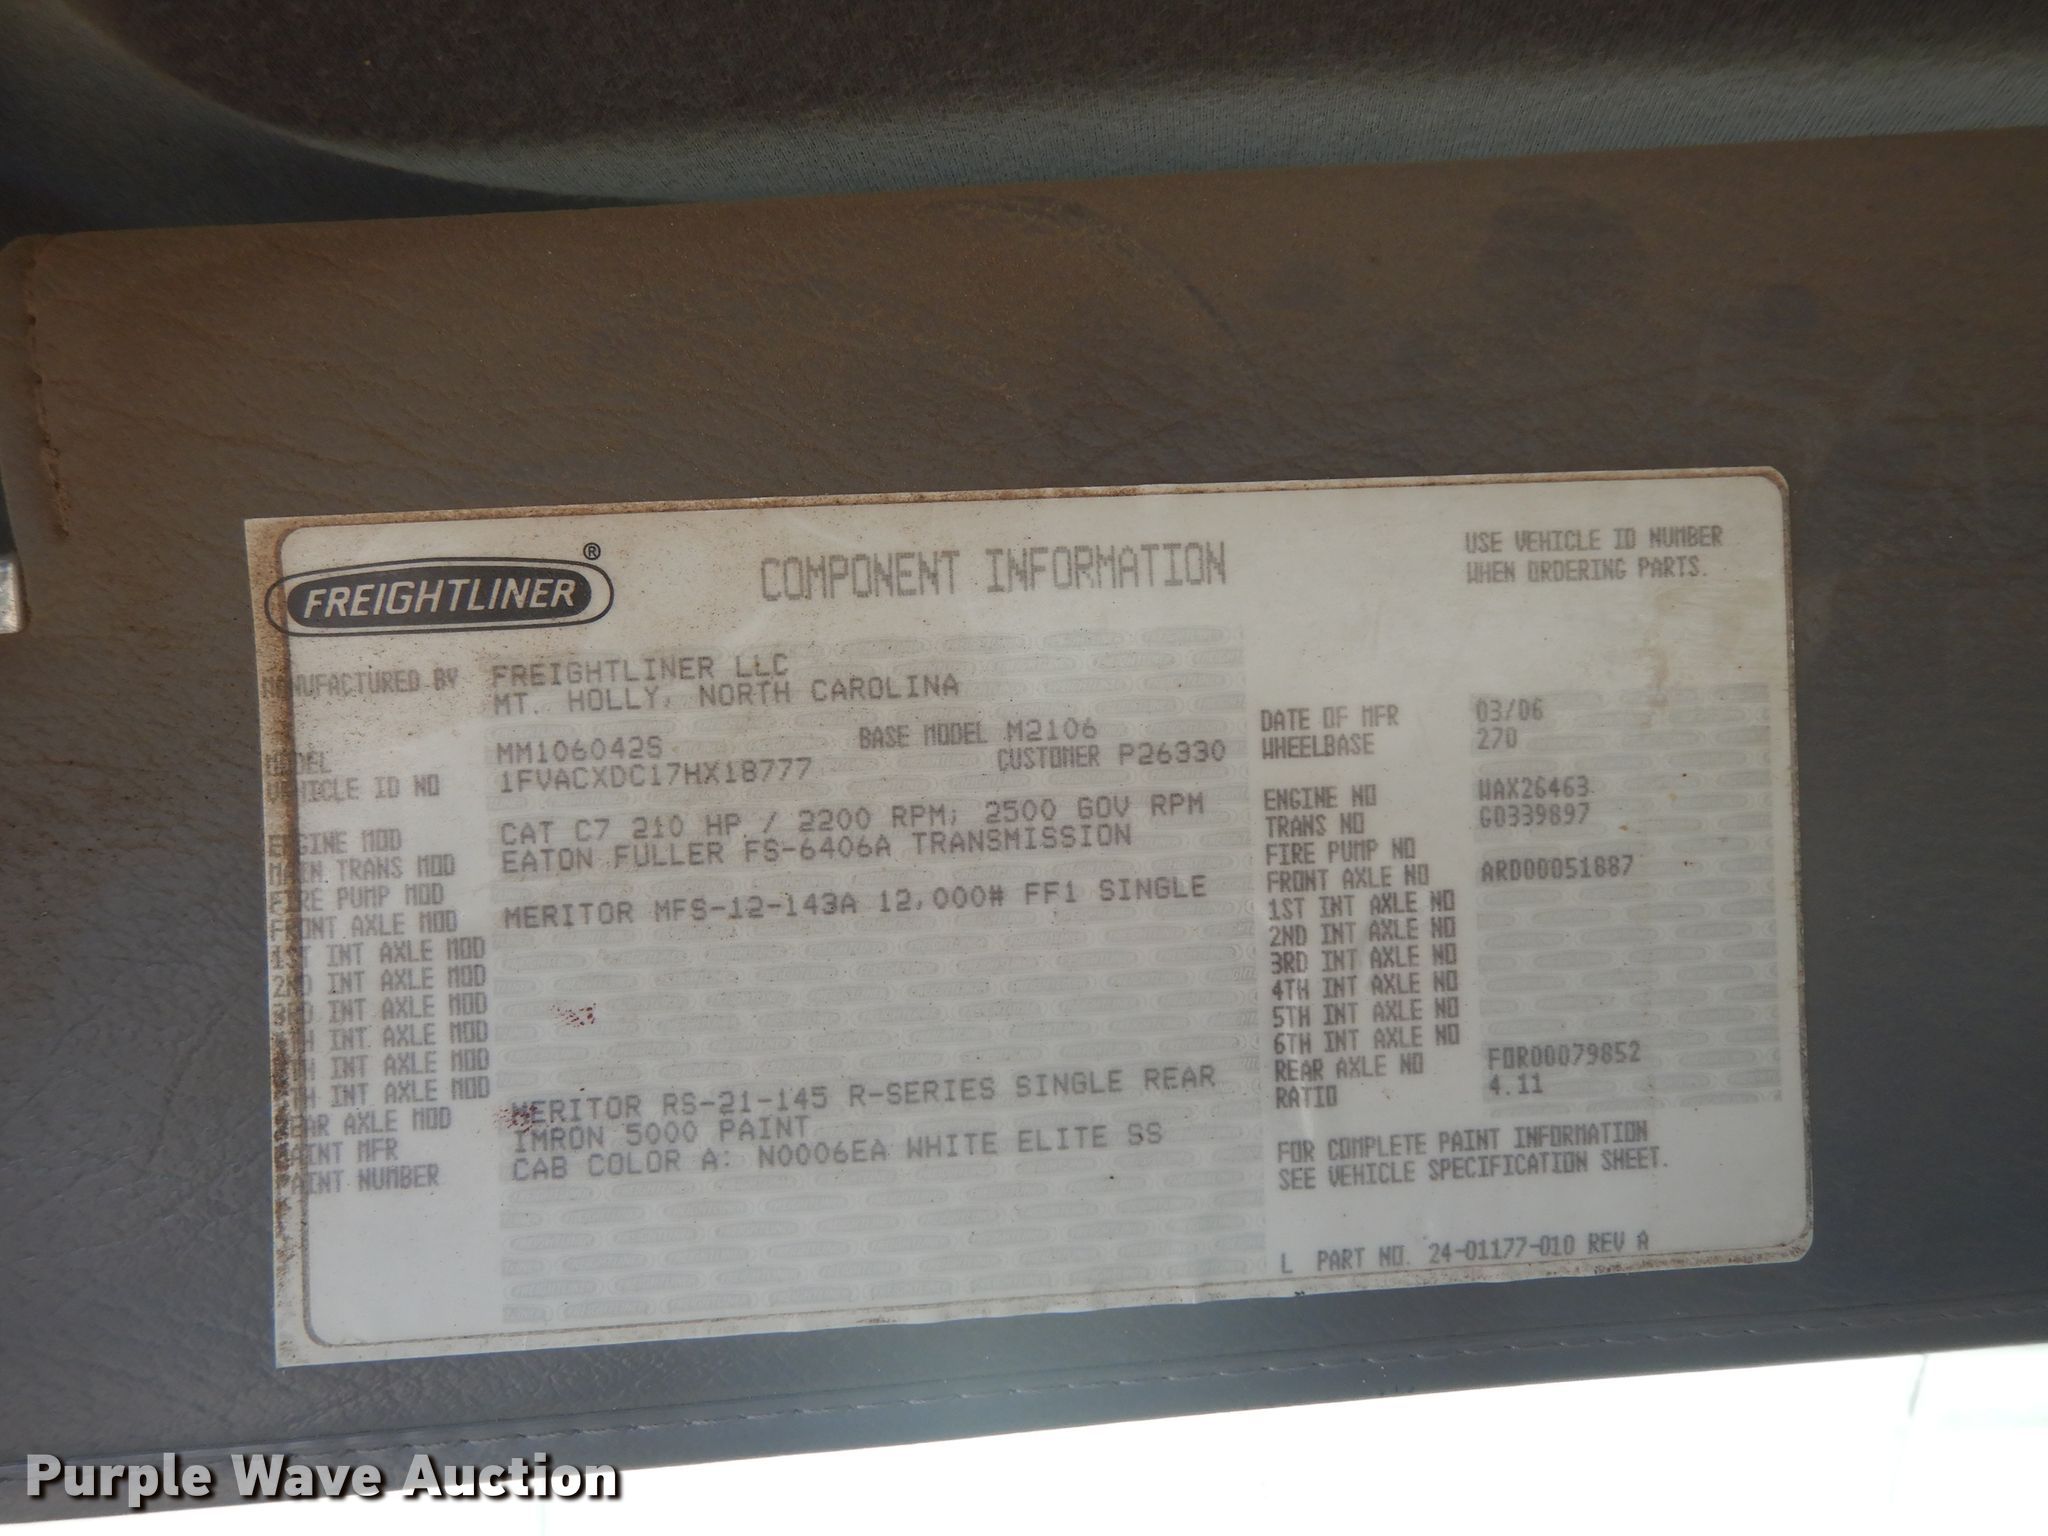 FREIGHTLINER ®
COMPONENT INFORMATION
USE VEHICLE ID NUMBER
WHEN ORDERING PARTS.
MANUFACTURED BY FREIGHTLINER LLC
MT. HOLLY, NORTH CAROLINA
MODEL MM106042S BASE MODEL M2106
VEHICLE ID NO 1FVACXDC17HX18777 CUSTOMER P26330
ENGINE MOD CAT C7 210 HP / 2200 RPM; 2500 GOV RPM
MAIN TRANS MOD EATON FULLER FS-6406A TRANSMISSION
FIRE PUMP MOD
FRONT AXLE MOD MERITOR MFS-12-143A 12,000# FF1 SINGLE
1ST INT AXLE MOD
2ND INT AXLE MOD
3RD INT AXLE MOD
4TH INT AXLE MOD
5TH INT AXLE MOD
6TH INT AXLE MOD
REAR AXLE MOD MERITOR RS-21-145 R-SERIES SINGLE REAR
PAINT MFR IMRON 5000 PAINT
PAINT NUMBER CAB COLOR A: N0006EA WHITE ELITE SS
DATE OF MFR 03/06
WHEELBASE 270
ENGINE NO WAX26463
TRANS NO G0339897
FIRE PUMP NO
FRONT AXLE NO ARD00051887
1ST INT AXLE NO
2ND INT AXLE NO
3RD INT AXLE NO
4TH INT AXLE NO
5TH INT AXLE NO
6TH INT AXLE NO
REAR AXLE NO FOR00079852
RATIO 4.11
FOR COMPLETE PAINT INFORMATION
SEE VEHICLE SPECIFICATION SHEET.
L PART NO. 24-01177-010 REV A
Purple Wave Auction